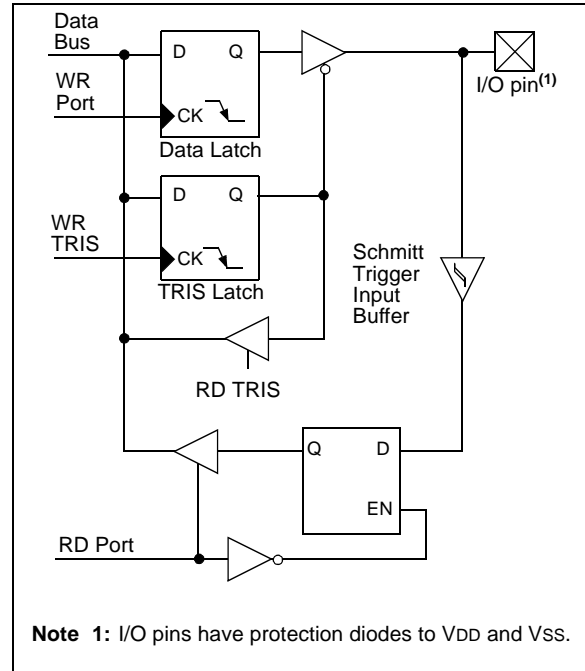 Data
Bus
D Q
WR
Port
CK
Data Latch
I/O pin(1)
D Q
WR
TRIS
CK
TRIS Latch
Schmitt
Trigger
Input
Buffer
RD TRIS
Q D
EN
RD Port
Note 1: I/O pins have protection diodes to VDD and VSS.